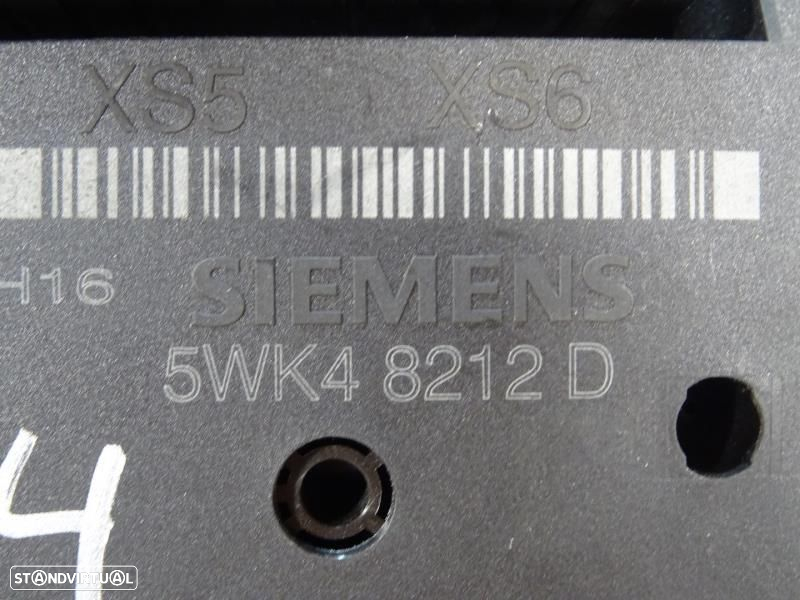 XS5 XS6
H16
SIEMENS
5WK4 8212 D
4
STANDVIRTUAL